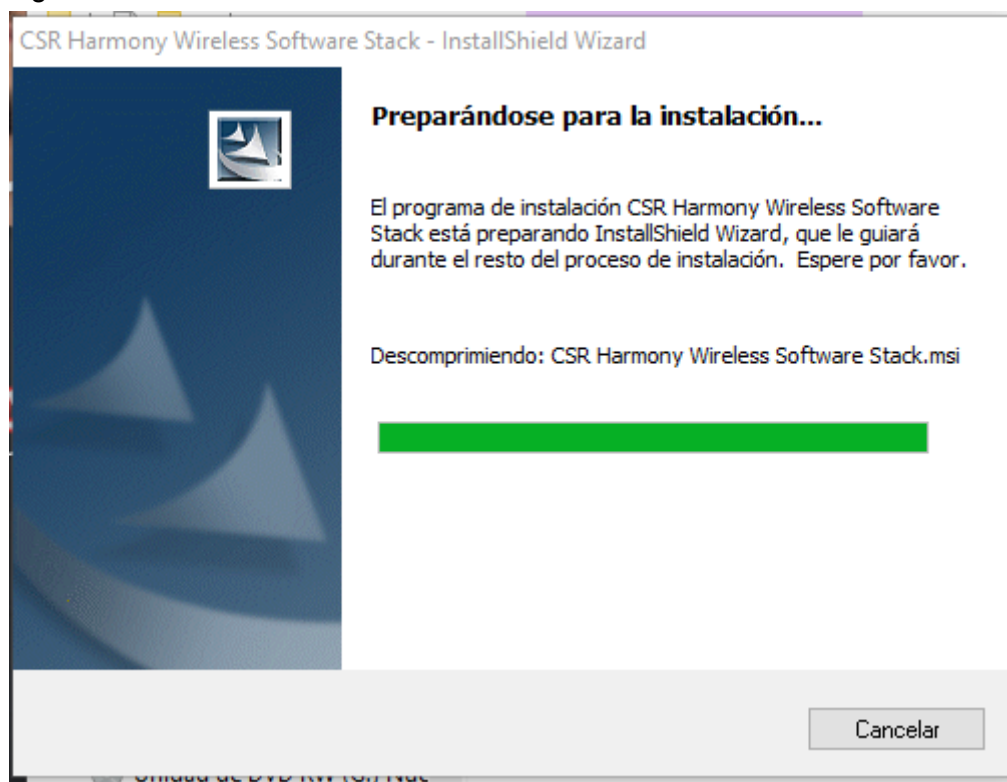 CSR Harmony Wireless Software Stack - InstallShield Wizard
Preparándose para la instalación...
El programa de instalación CSR Harmony Wireless Software
Stack está preparando InstallShield Wizard, que le guiará
durante el resto del proceso de instalación. Espere por favor.
Descomprimiendo: CSR Harmony Wireless Software Stack.msi
Cancelar